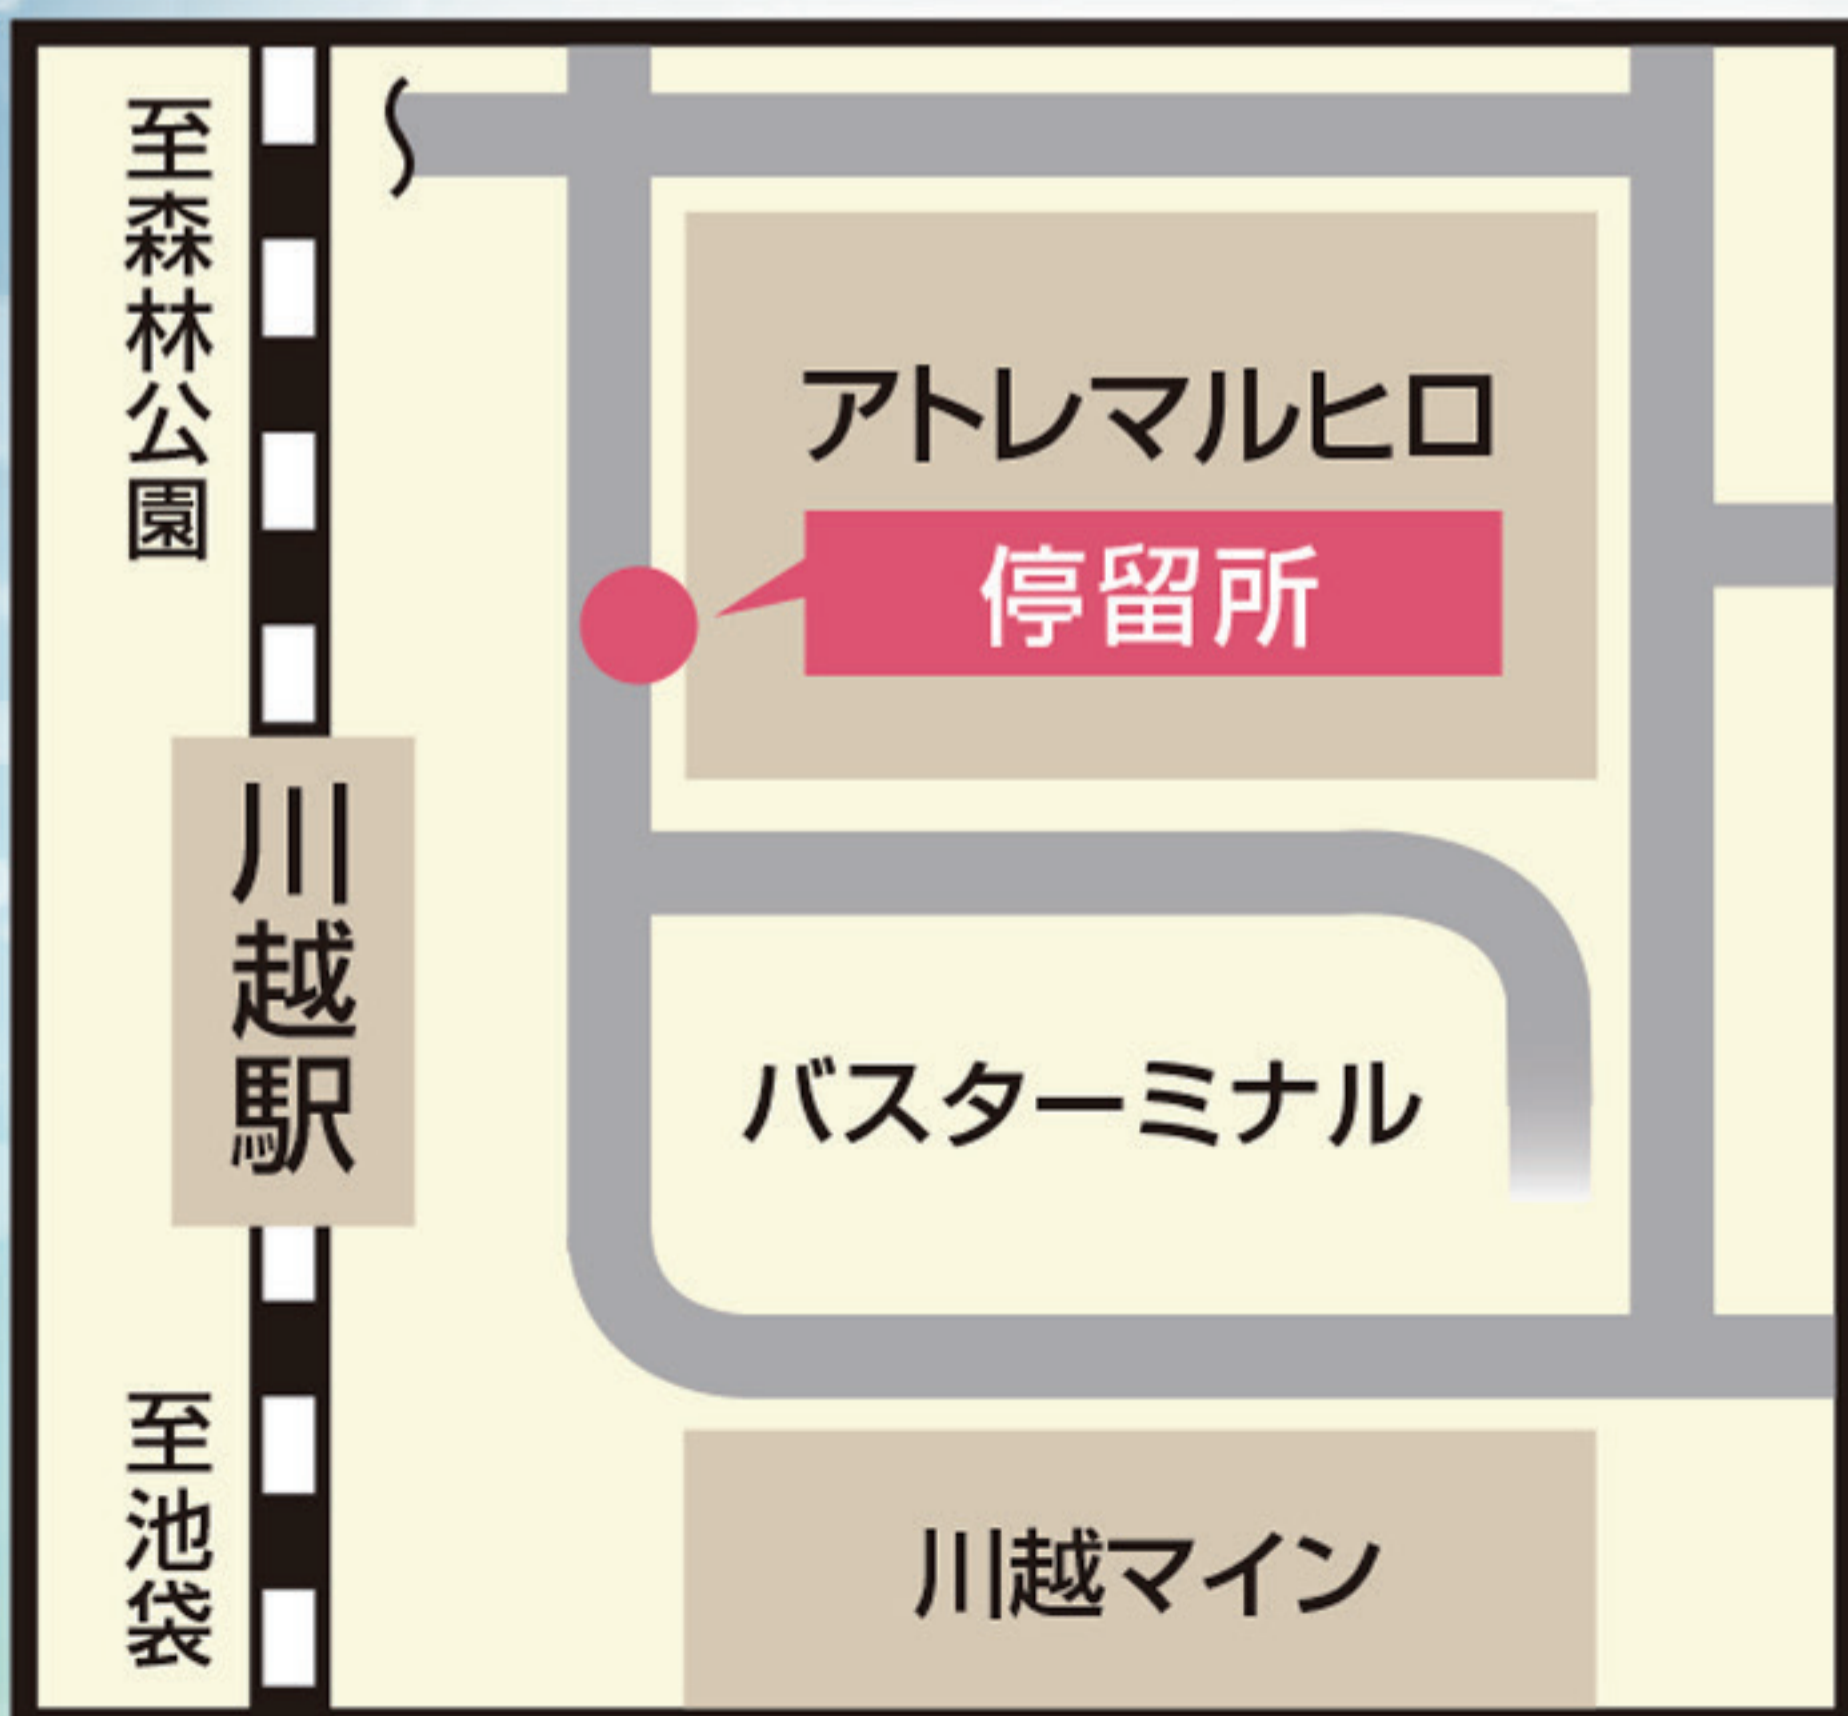 至森林公園
アトレマルヒロ
停留所
川越駅
バスターミナル
至池袋
川越マイン